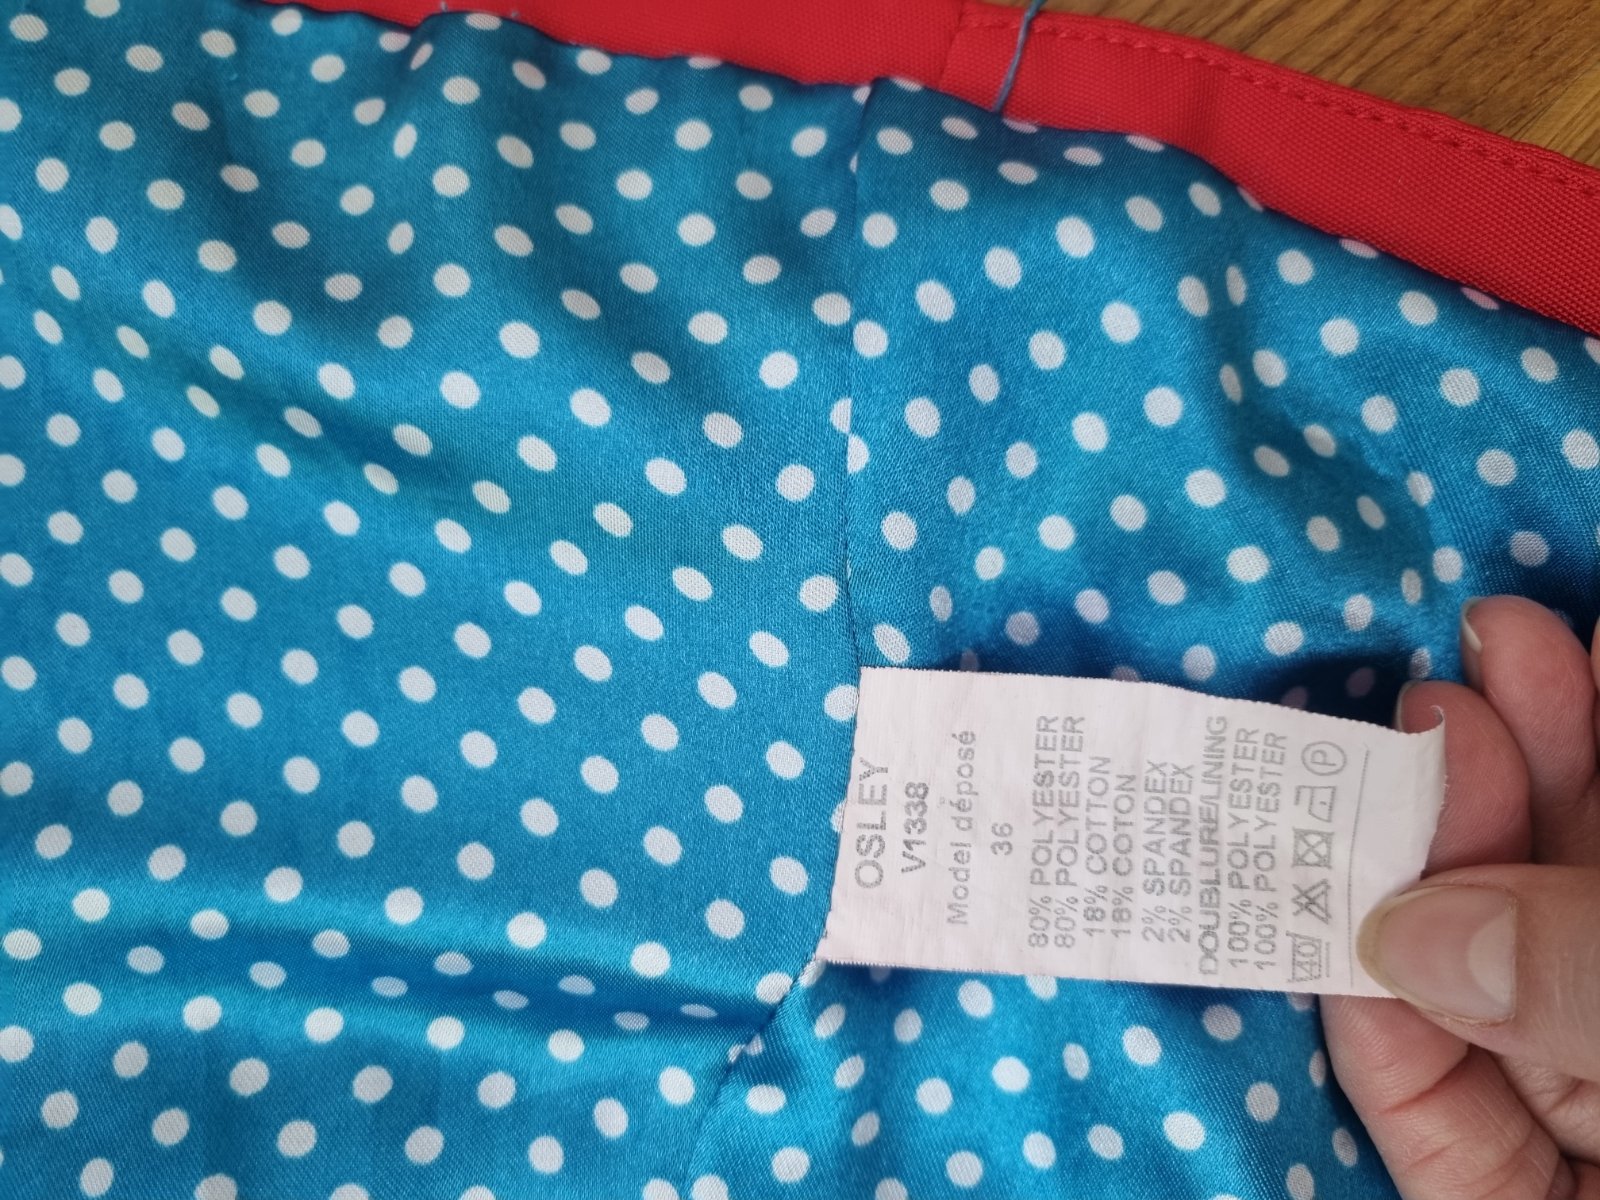 OSLEY
V1338
Model déposé
36
80% POLYESTER
80% POLYESTER
18% COTTON
18% COTON
2% SPANDEX
2% SPANDEX
DOUBLURE/LINING
100% POLYESTER
100% POLYESTER
40 P